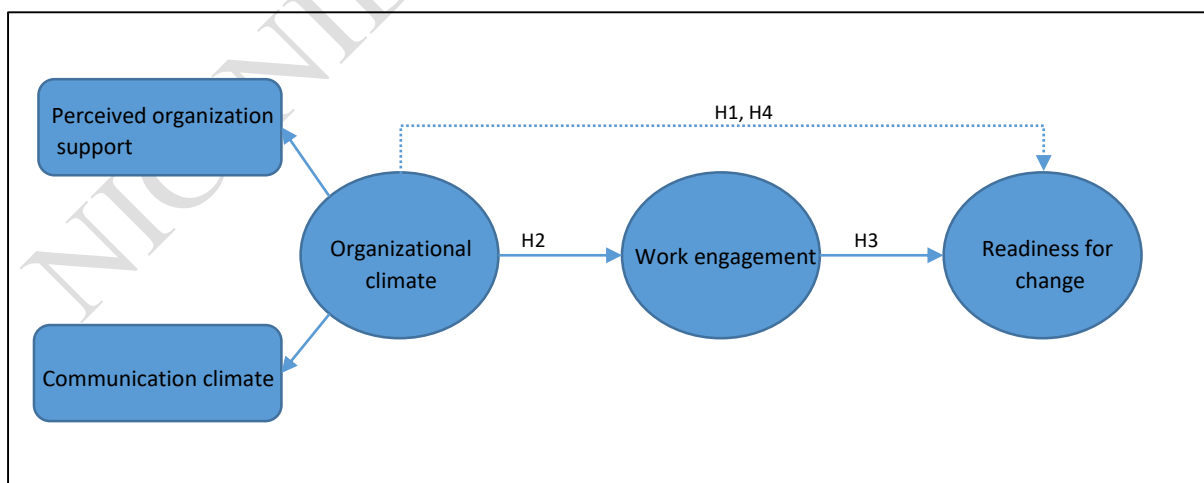 Perceived organization
support
H1, H4
Organizational
climate
H2
Work engagement
H3
Readiness for
change
Communication climate